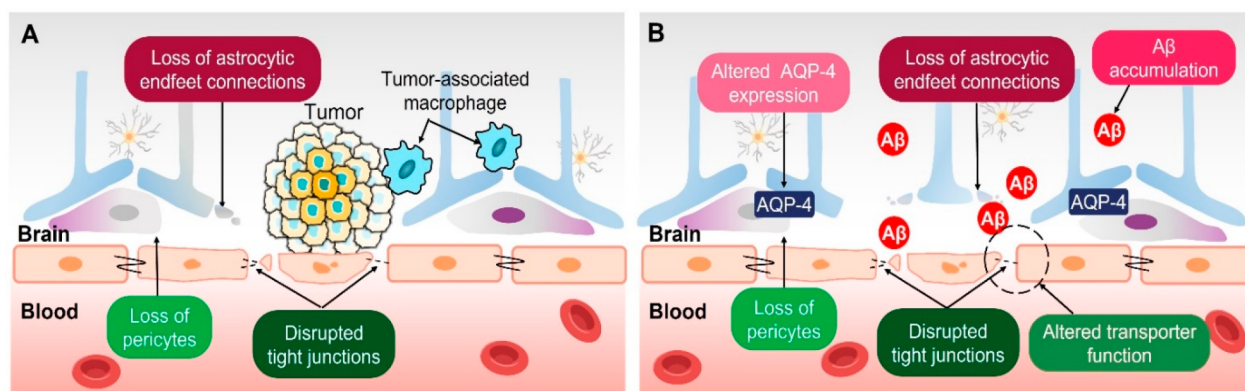 A
Loss of astrocytic
endfeet connections
Tumor-associated
macrophage
Tumor
Brain
Blood
Loss of
pericytes
Disrupted
tight junctions
B
Altered AQP-4
expression
Loss of astrocytic
endfeet connections
Aβ
accumulation
Aβ
Aβ
Aβ
AQP-4
AQP-4
Aβ
Aβ
Brain
Blood
Loss of
pericytes
Disrupted
tight junctions
Altered transporter
function